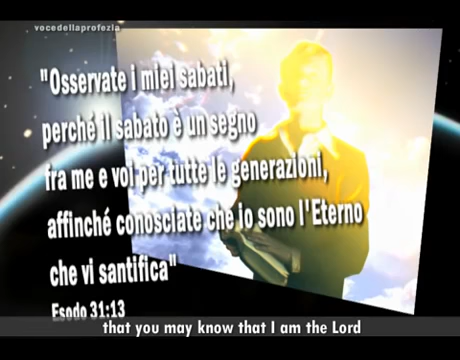 vocedellaprofezia
"Osservate i miei sabati,
perché il sabato è un segno
fra me e voi per tutte le generazioni,
affinché conosciate che io sono l'Eterno
che vi santifica"
Esodo 31:13
that you may know that I am the Lord